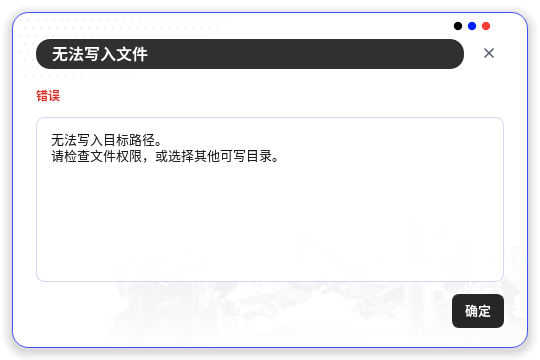 无法写入文件
错误
无法写入目标路径。
请检查文件权限，或选择其他可写目录。
确定